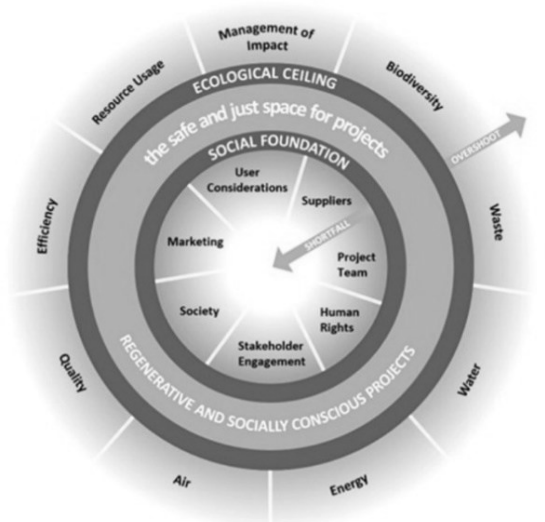 Management of
Impact
Biodiversity
Waste
Water
Energy
Air
Quality
Efficiency
Resource Usage
ECOLOGICAL CEILING
the safe and just space for projects
SOCIAL FOUNDATION
User
Considerations
Suppliers
Project
Team
Human
Rights
Stakeholder
Engagement
Society
Marketing
SHORTFALL
OVERSHOOT
REGENERATIVE AND SOCIALLY CONSCIOUS PROJECTS